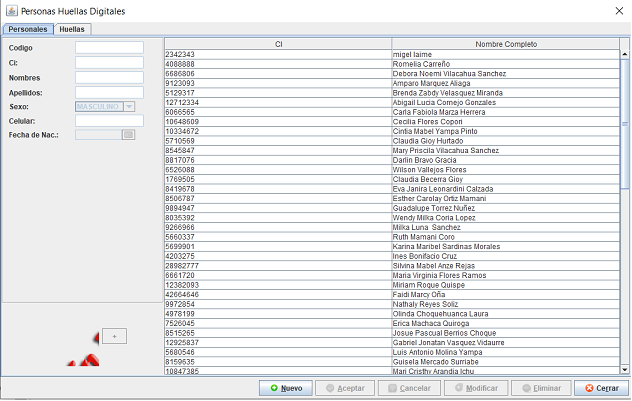 Personas Huellas Digitales
Personales Huellas
Codigo
Ci:
Nombres
Apellidos:
Sexo: MASCULINO
Celular:
Fecha de Nac.:
CI Nombre Completo
2342343 migel laime
4088888 Romelia Carreño
6686806 Debora Noemi Vilacahua Sanchez
9123093 Amparo Marquez Aliaga
5129317 Brenda Zabdy Velasquez Miranda
12712334 Abigail Lucia Cornejo Gonzales
6066565 Carla Fabiola Marza Herrera
10648609 Cecilia Flores Copori
10334672 Cintia Mabel Yampa Pinto
5710569 Claudia Gioy Hurtado
8545847 Mary Priscila Vilacahua Sanchez
8817076 Darlin Bravo Gracia
6526088 Wilson Vallejos Flores
1769505 Claudia Becerra Gioy
8419678 Eva Janira Leonardini Calzada
8506787 Esther Carolay Ortiz Mamani
9894947 Guadalupe Torrez Nuñez
8035392 Wendy Milka Coria Lopez
9266966 Milka Luna Sanchez
5660337 Ruth Mamani Coro
5699901 Karina Maribel Sardinas Morales
4203275 Ines Bonifacio Cruz
28982777 Silvina Mabel Anze Rejas
6661720 Maria Virginia Flores Ramos
12382093 Miriam Roque Quispe
42664646 Faidi Marcy Oña
9972854 Nathaly Reyes Soliz
4978199 Olinda Choquehuanca Laura
7526045 Erica Machaca Quiroga
8515265 Josue Pascual Berrios Choque
12925837 Gabriel Jonatan Vasquez Vidaurre
5680546 Luis Antonio Molina Yampa
8159635 Guisela Mercado Surriabe
10847385 Mari Cristhy Arandia Ichu
+
Nuevo Aceptar Cancelar Modificar Eliminar Cerrar